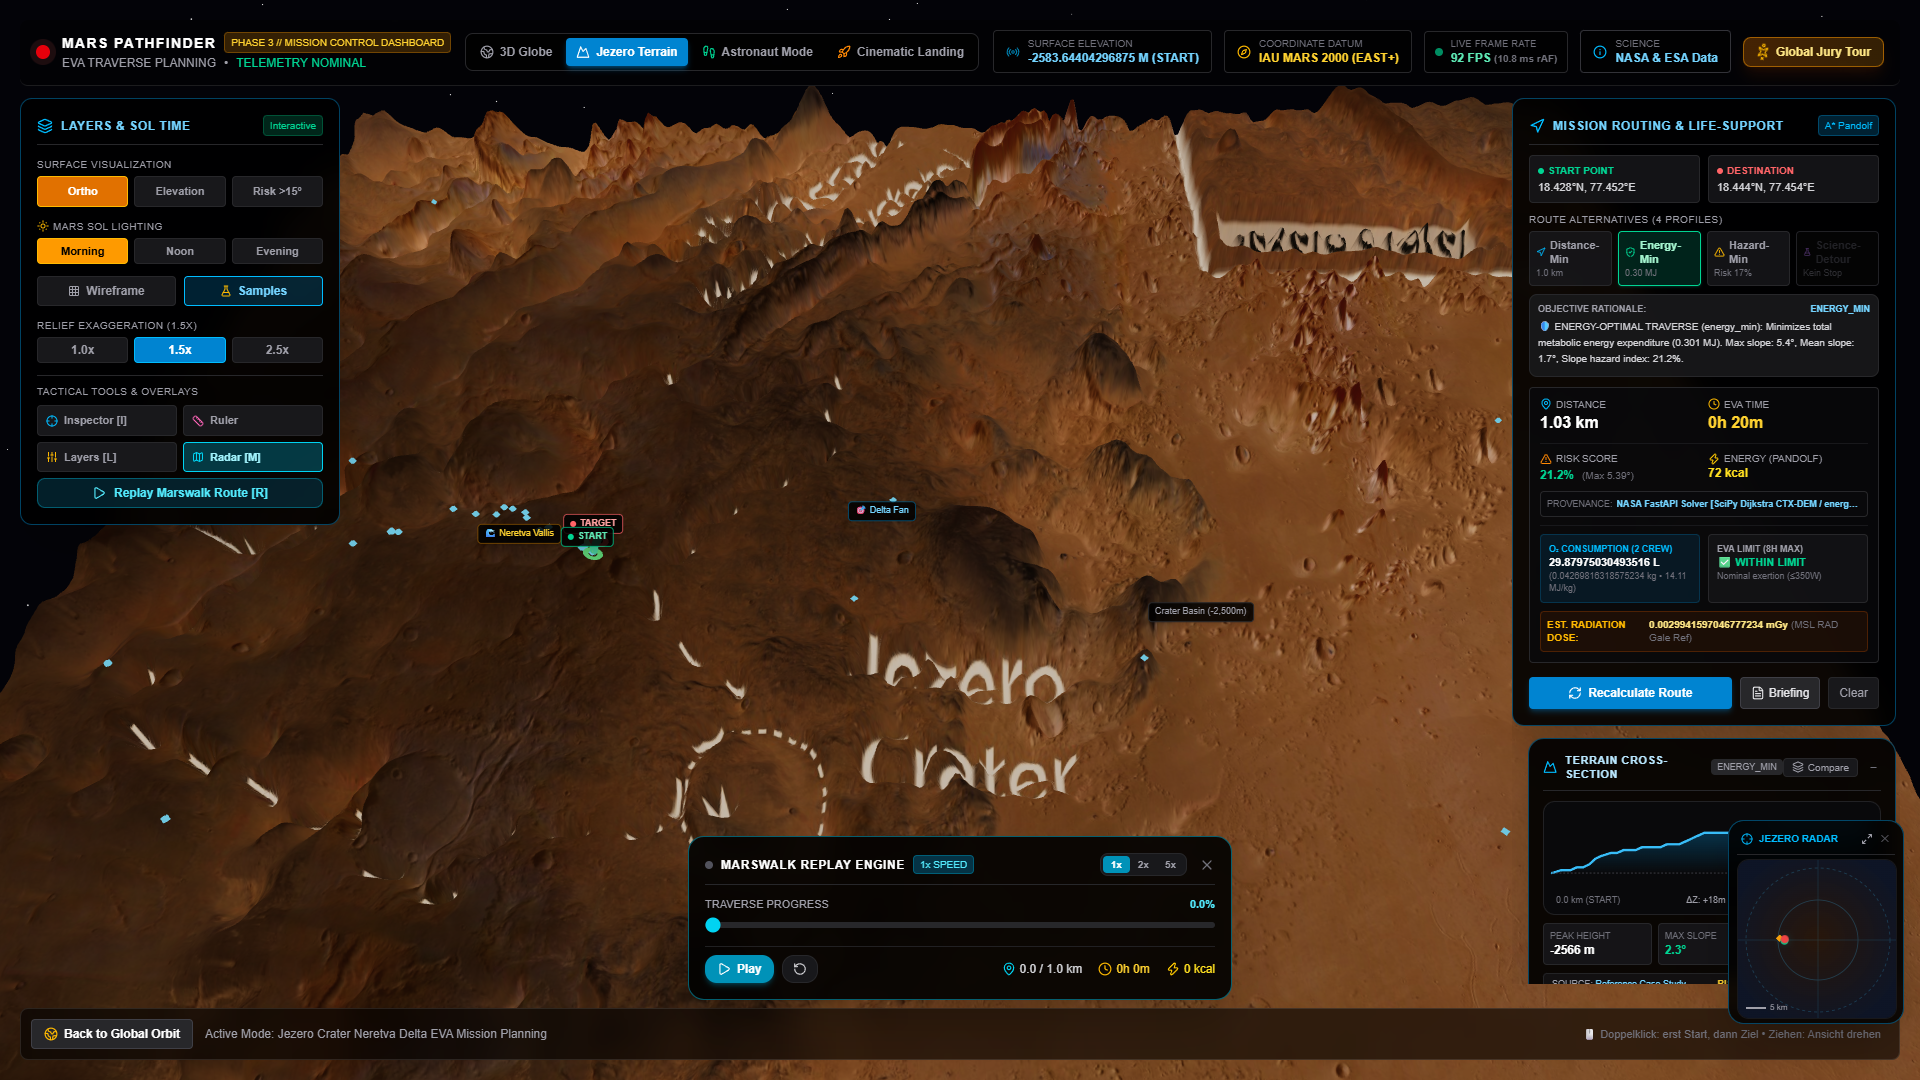 MARS PATHFINDER
PHASE 3 // MISSION CONTROL DASHBOARD
EVA TRAVERSE PLANNING • TELEMETRY NOMINAL
3D Globe
Jezero Terrain
Astronaut Mode
Cinematic Landing
SURFACE ELEVATION
-2583.64404296875 M (START)
COORDINATE DATUM
IAU MARS 2000 (EAST+)
LIVE FRAME RATE
92 FPS (10.8 ms rAF)
SCIENCE
NASA & ESA Data
Global Jury Tour
LAYERS & SOL TIME
Interactive
SURFACE VISUALIZATION
Ortho
Elevation
Risk >15°
MARS SOL LIGHTING
Morning
Noon
Evening
Wireframe
Samples
RELIEF EXAGGERATION (1.5X)
1.0x
1.5x
2.5x
TACTICAL TOOLS & OVERLAYS
Inspector [I]
Ruler
Layers [L]
Radar [M]
Replay Marswalk Route [R]
Neretva Vallis
TARGET
START
Delta Fan
Crater Basin (-2,500m)
Jezero
Crater
MISSION ROUTING & LIFE-SUPPORT
A* Pandolf
START POINT
18.428°N, 77.452°E
DESTINATION
18.444°N, 77.454°E
ROUTE ALTERNATIVES (4 PROFILES)
Distance-
Min
1.0 km
Energy-
Min
0.30 MJ
Hazard-
Min
Risk 17%
Science-
Detour
Kein Stop
OBJECTIVE RATIONALE:
ENERGY_MIN
ENERGY-OPTIMAL TRAVERSE (energy_min): Minimizes total
metabolic energy expenditure (0.301 MJ). Max slope: 5.4°, Mean slope:
1.7°, Slope hazard index: 21.2%.
DISTANCE
1.03 km
EVA TIME
0h 20m
RISK SCORE
21.2% (Max 5.39°)
ENERGY (PANDOLF)
72 kcal
PROVENANCE: NASA FastAPI Solver [SciPy Dijkstra CTX-DEM / energ...
O₂ CONSUMPTION (2 CREW)
29.87975030493516 L
(0.04269816318575234 kg • 14.11
MJ/kg)
EVA LIMIT (8H MAX)
WITHIN LIMIT
Nominal exertion (≤350W)
EST. RADIATION
DOSE:
0.0029941597046777234 mGy (MSL RAD
Gale Ref)
Recalculate Route
Briefing
Clear
TERRAIN CROSS-
SECTION
ENERGY_MIN
Compare
0.0 km (START)
ΔZ: +18m
PEAK HEIGHT
-2566 m
MAX SLOPE
2.3°
SOURCE: Reference Case Study
JEZERO RADAR
5 km
MARSWALK REPLAY ENGINE
1x SPEED
1x
2x
5x
TRAVERSE PROGRESS
0.0%
Play
0.0 / 1.0 km
0h 0m
0 kcal
Back to Global Orbit
Active Mode: Jezero Crater Neretva Delta EVA Mission Planning
Doppelklick: erst Start, dann Ziel • Ziehen: Ansicht drehen